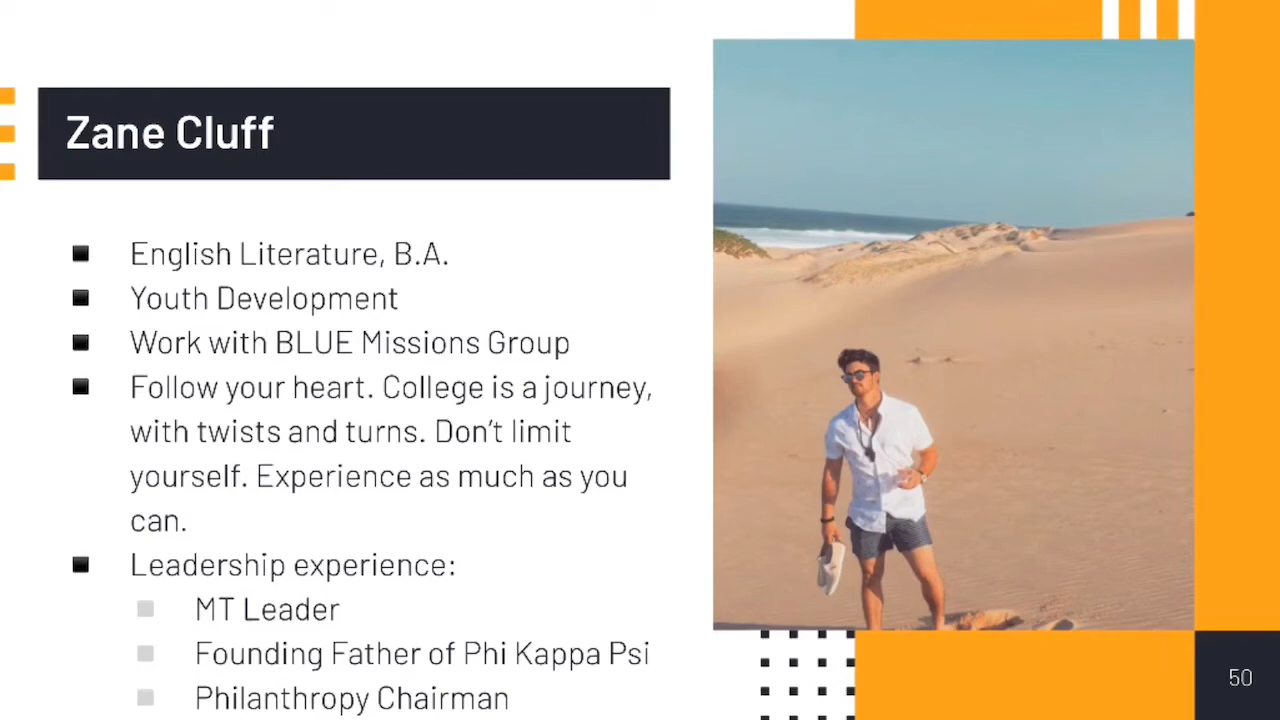 Zane Cluff
English Literature, B.A.
Youth Development
Work with BLUE Missions Group
Follow your heart. College is a journey,
with twists and turns. Don’t limit
yourself. Experience as much as you
can.
Leadership experience:
MT Leader
Founding Father of Phi Kappa Psi
Philanthropy Chairman
50